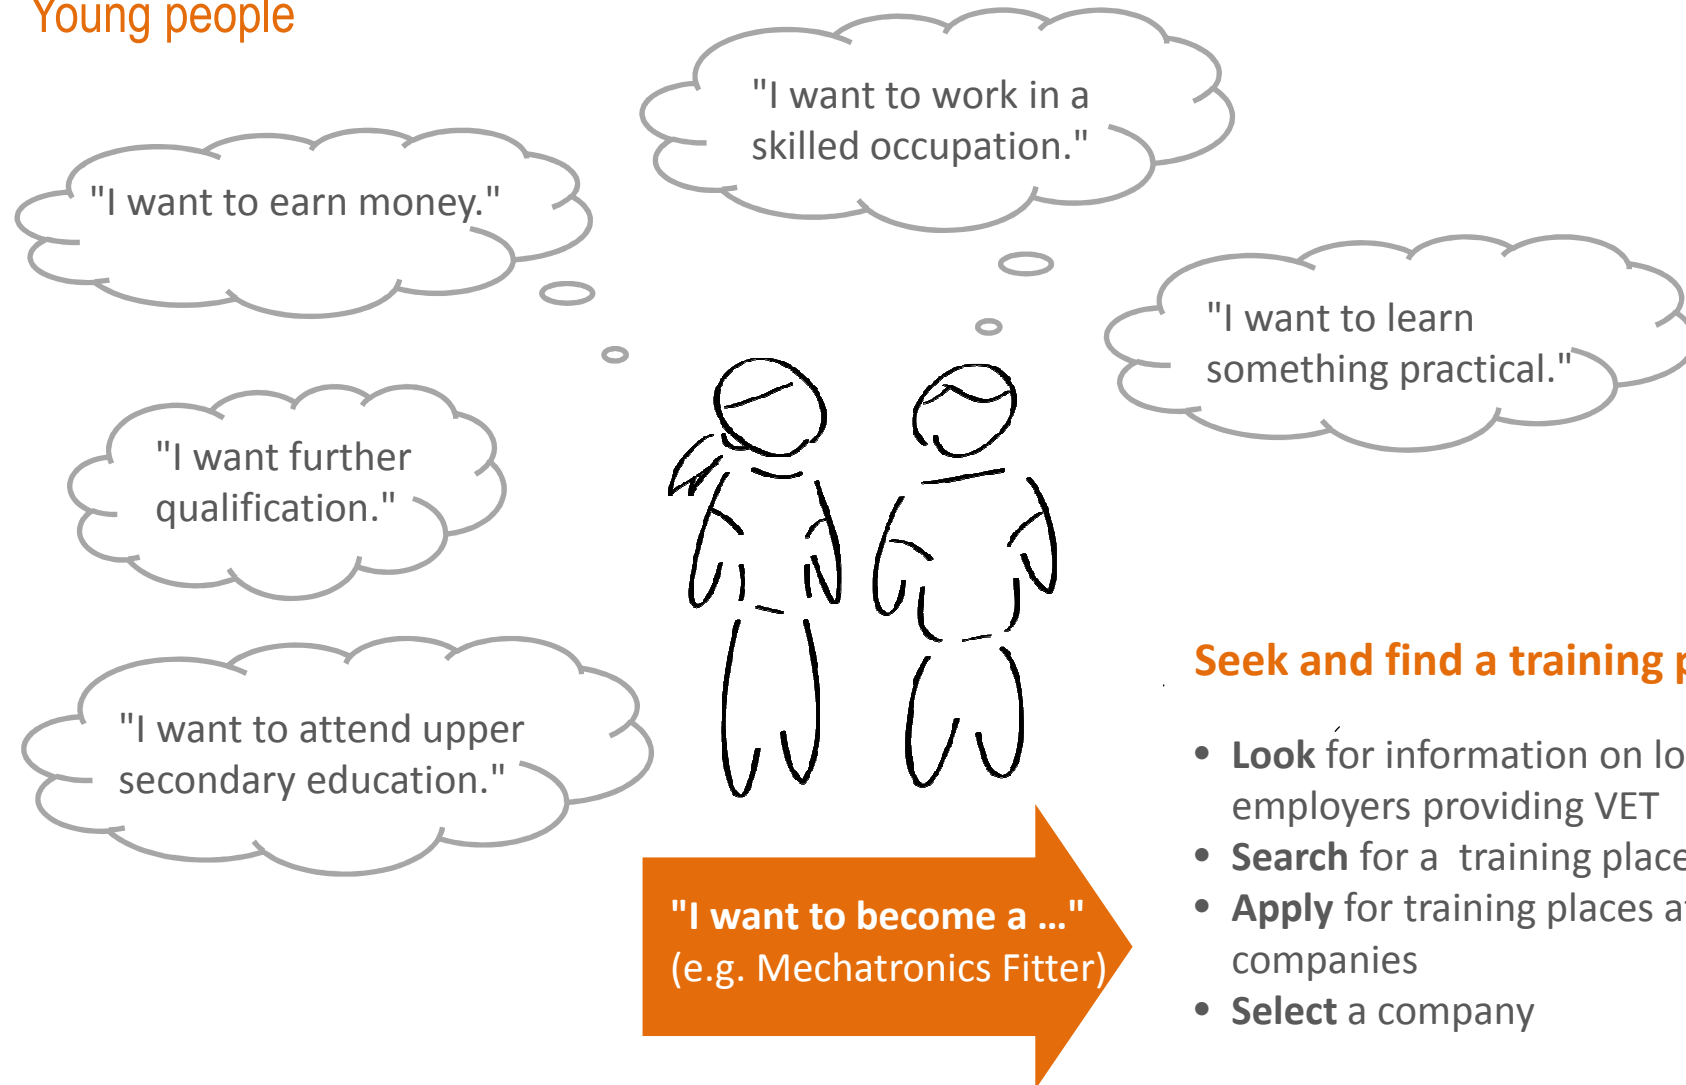 Young people
"I want to work in a
skilled occupation."
"I want to earn money."
"I want to learn
something practical."
"I want further
qualification."
"I want to attend upper
secondary education."
"I want to become a ..."
(e.g. Mechatronics Fitter)
Seek and find a training
• Look for information on
employers providing VET
• Search for a training place
• Apply for training places
companies
• Select a company